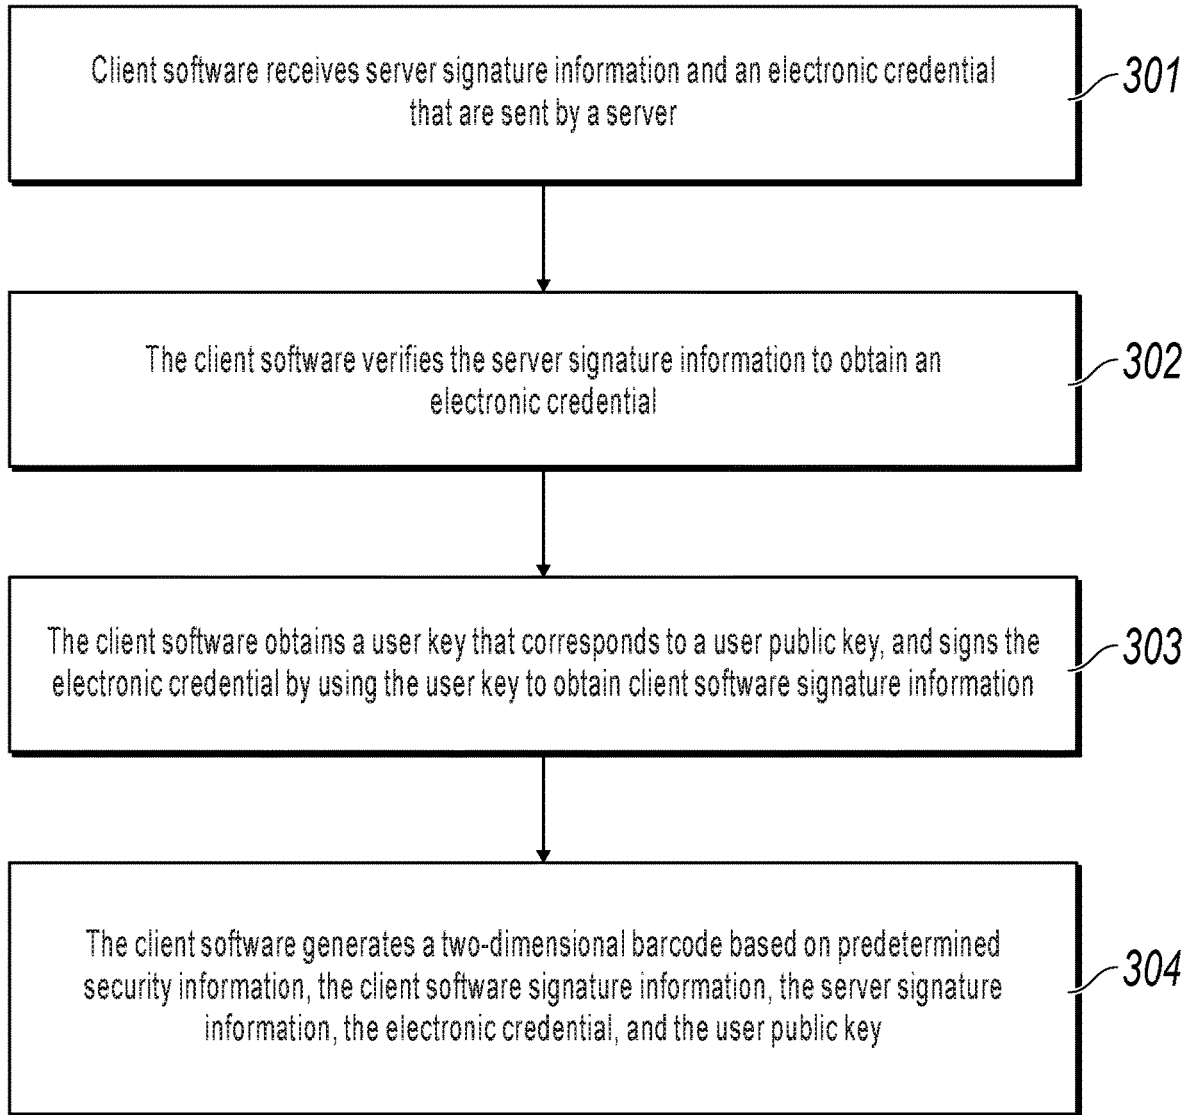 Client software receives server signature information and an electronic credential
that are sent by a server
301
The client software verifies the server signature information to obtain an
electronic credential
302
The client software obtains a user key that corresponds to a user public key, and signs the
electronic credential by using the user key to obtain client software signature information
303
The client software generates a two-dimensional barcode based on predetermined
security information, the client software signature information, the server signature
information, the electronic credential, and the user public key
304